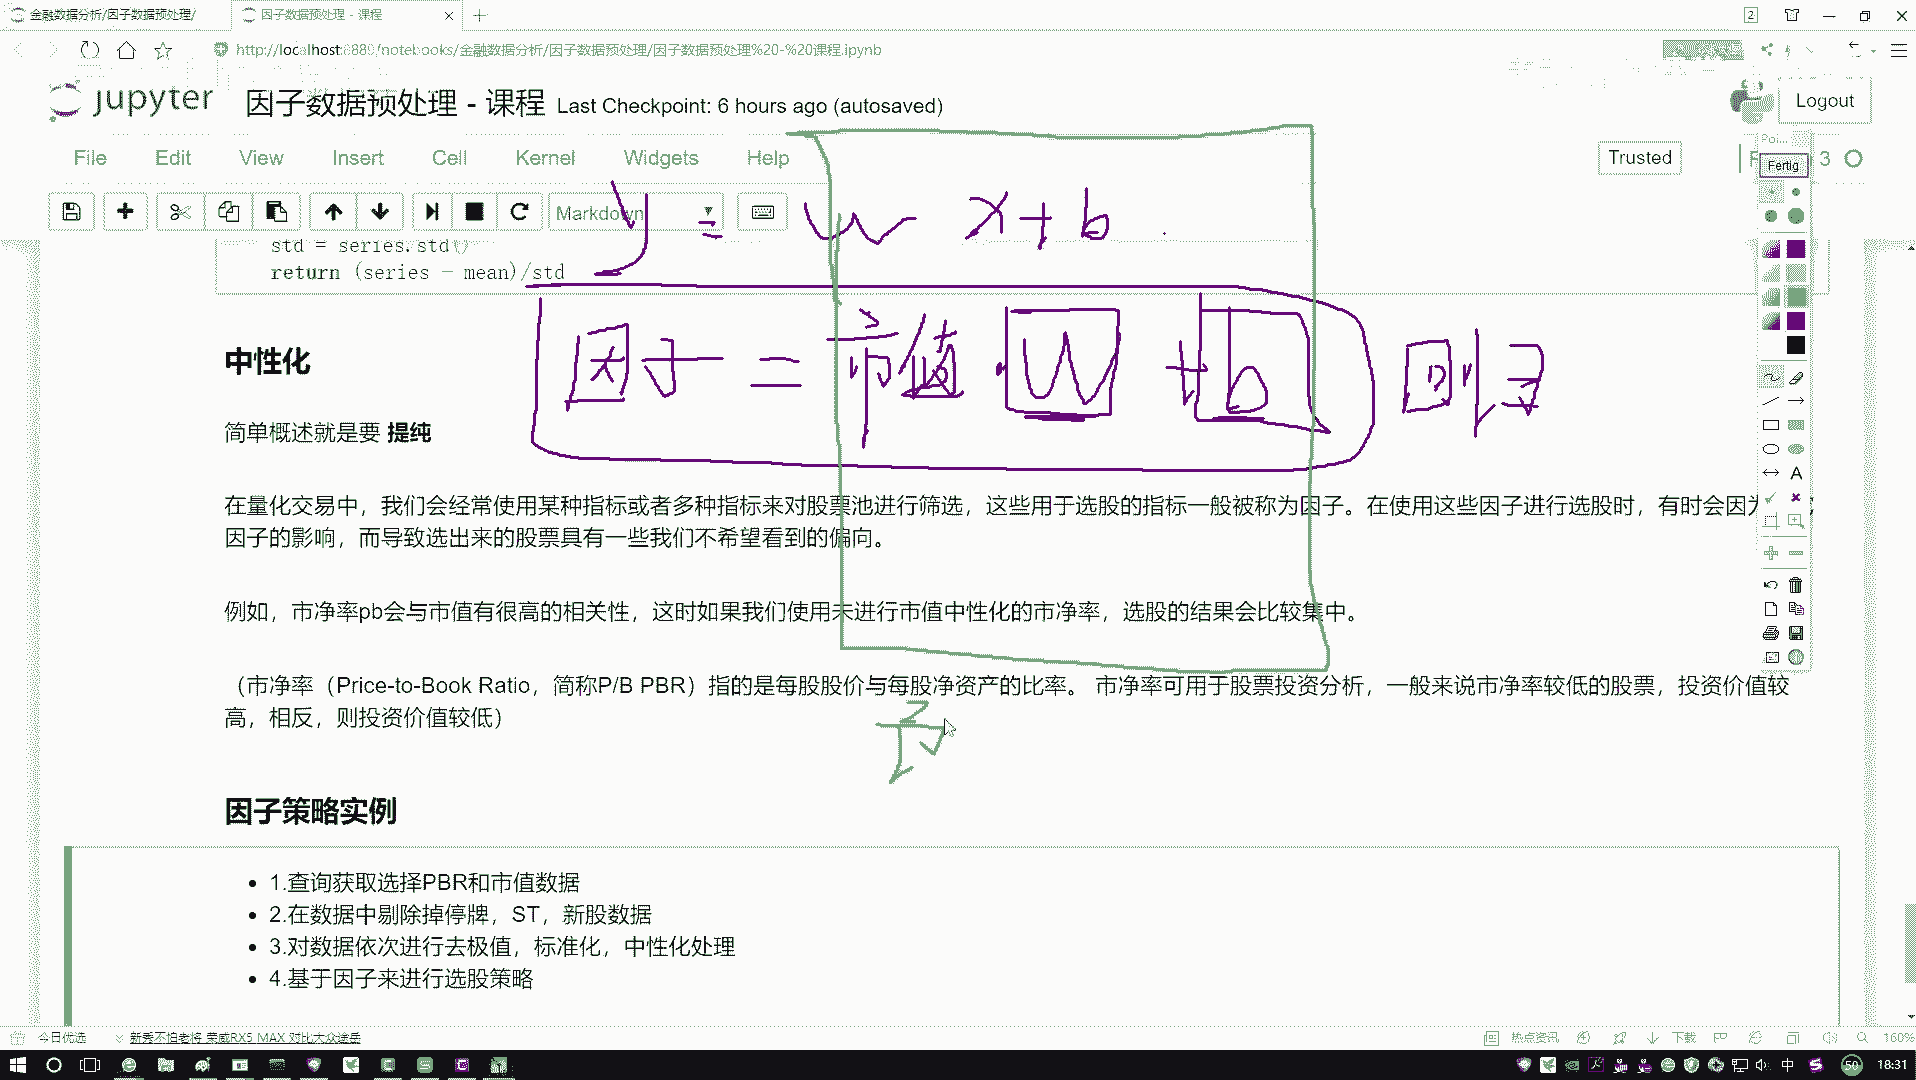 金融数据分析/因子数据预处理/
因子数据预处理 - 课程
2
http://localhost:8889/notebooks/金融数据分析/因子数据预处理/因子数据预处理%20-%20课程.ipynb
jupyter 因子数据预处理 - 课程 Last Checkpoint: 6 hours ago (autosaved)
Logout
File Edit View Insert Cell Kernel Widgets Help
Trusted
3
Fertig
Markdown
y = w x + b
std = series.std()
return (series - mean)/std
因子 = 市值 · W + b 回归
中性化
简单概述就是要 提纯
在量化交易中，我们会经常使用某种指标或者多种指标来对股票池进行筛选，这些用于选股的指标一般被称为因子。在使用这些因子进行选股时，有时会因为
因子的影响，而导致选出来的股票具有一些我们不希望看到的偏向。
例如，市净率pb会与市值有很高的相关性，这时如果我们使用未进行市值中性化的市净率，选股的结果会比较集中。
（市净率（Price-to-Book Ratio，简称P/B PBR）指的是每股股价与每股净资产的比率。 市净率可用于股票投资分析，一般来说市净率较低的股票，投资价值较
高，相反，则投资价值较低）
因子策略实例
1.查询获取选择PBR和市值数据
2.在数据中剔除掉停牌，ST，新股数据
3.对数据依次进行去极值，标准化，中性化处理
4.基于因子来进行选股策略
今日优选
新秀不怕老将 荣威RX5 MAX 对比大众途岳
热点资讯
下载
160%
中
50
18:31